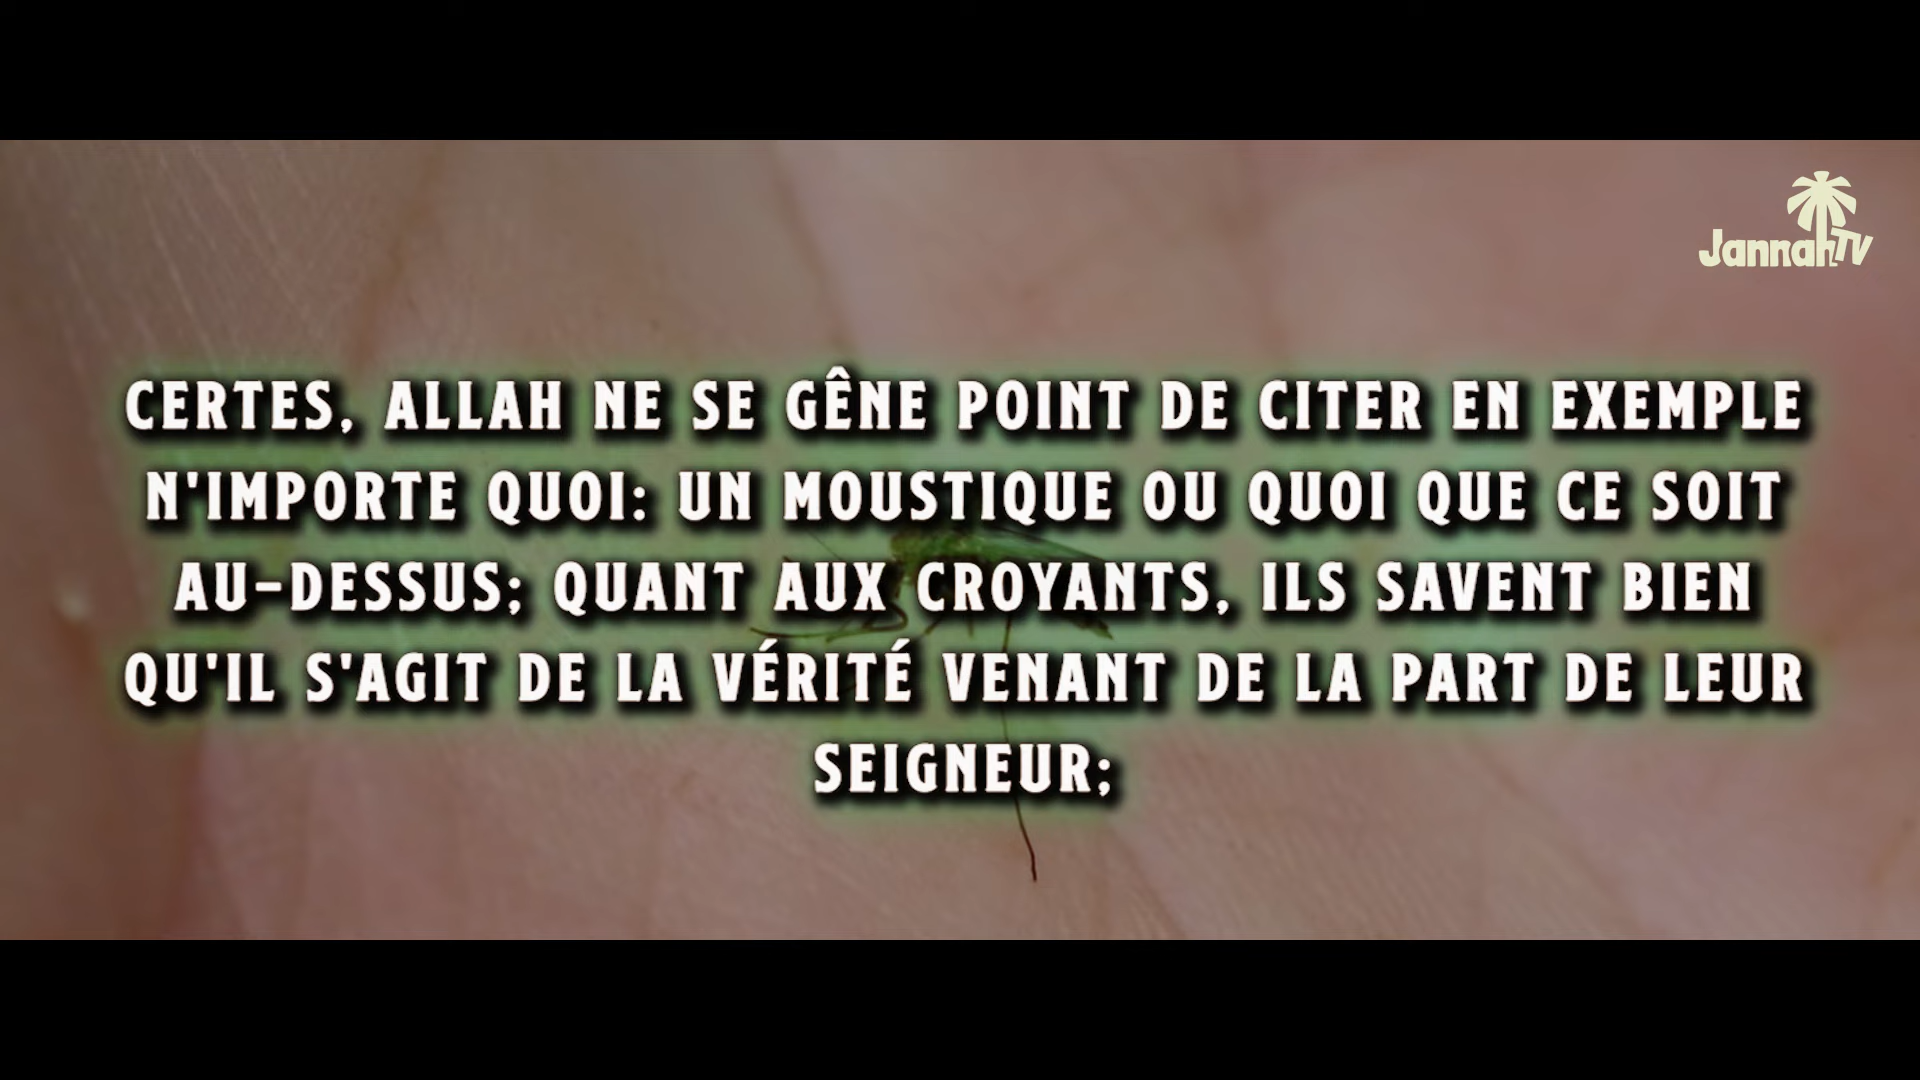 JannahTV
CERTES, ALLAH NE SE GÊNE POINT DE CITER EN EXEMPLE
N'IMPORTE QUOI: UN MOUSTIQUE OU QUOI QUE CE SOIT
AU-DESSUS; QUANT AUX CROYANTS, ILS SAVENT BIEN
QU'IL S'AGIT DE LA VÉRITÉ VENANT DE LA PART DE LEUR
SEIGNEUR;